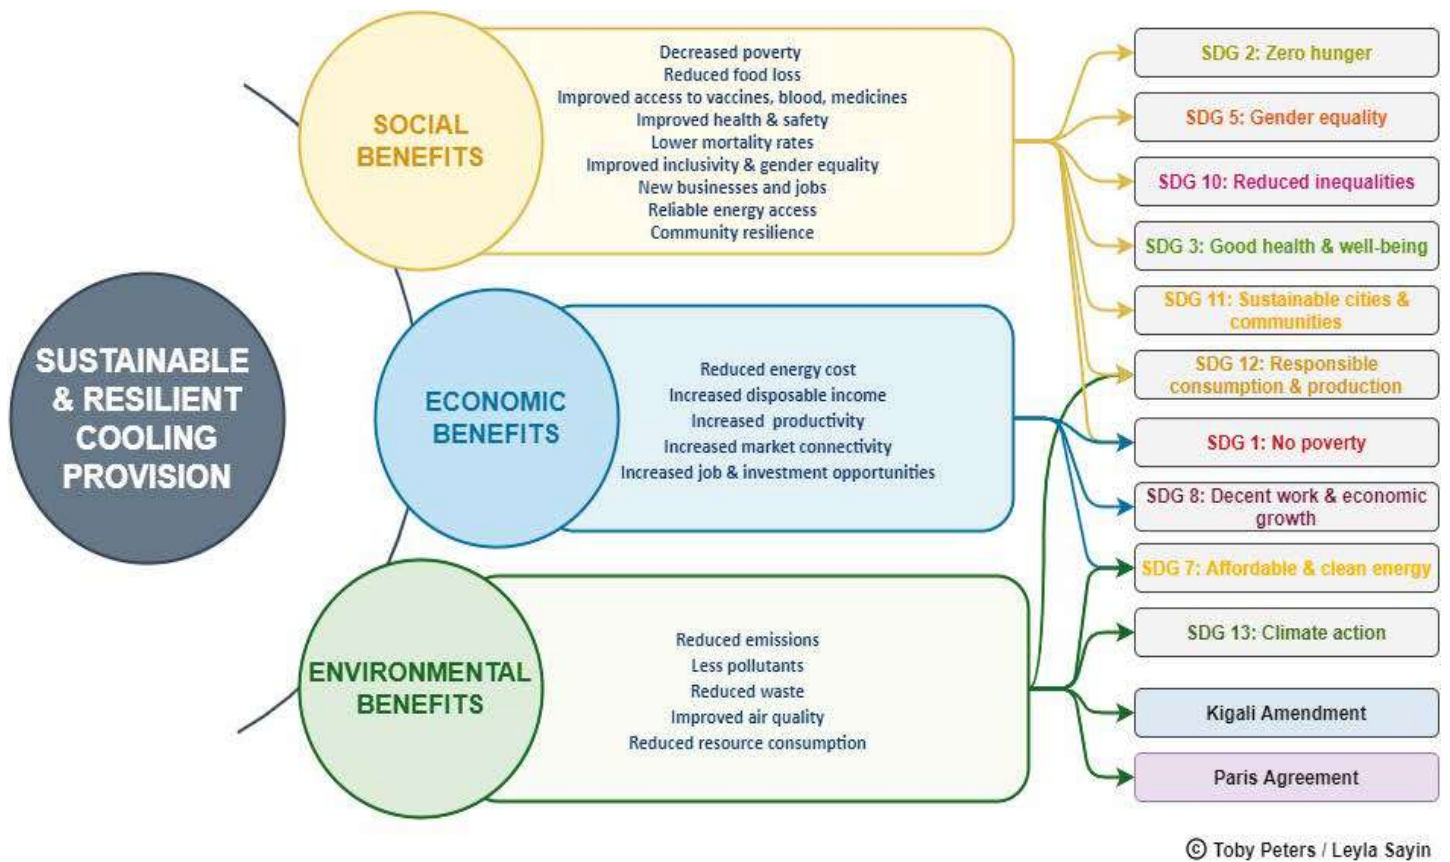 SUSTAINABLE
& RESILIENT
COOLING
PROVISION
SOCIAL
BENEFITS
Decreased poverty
Reduced food loss
Improved access to vaccines, blood, medicines
Improved health & safety
Lower mortality rates
Improved inclusivity & gender equality
New businesses and jobs
Reliable energy access
Community resilience
ECONOMIC
BENEFITS
Reduced energy cost
Increased disposable income
Increased productivity
Increased market connectivity
Increased job & investment opportunities
ENVIRONMENTAL
BENEFITS
Reduced emissions
Less pollutants
Reduced waste
Improved air quality
Reduced resource consumption
SDG 2: Zero hunger
SDG 5: Gender equality
SDG 10: Reduced inequalities
SDG 3: Good health & well-being
SDG 11: Sustainable cities &
communities
SDG 12: Responsible
consumption & production
SDG 1: No poverty
SDG 8: Decent work & economic
growth
SDG 7: Affordable & clean energy
SDG 13: Climate action
Kigali Amendment
Paris Agreement
© Toby Peters / Leyla Sayin